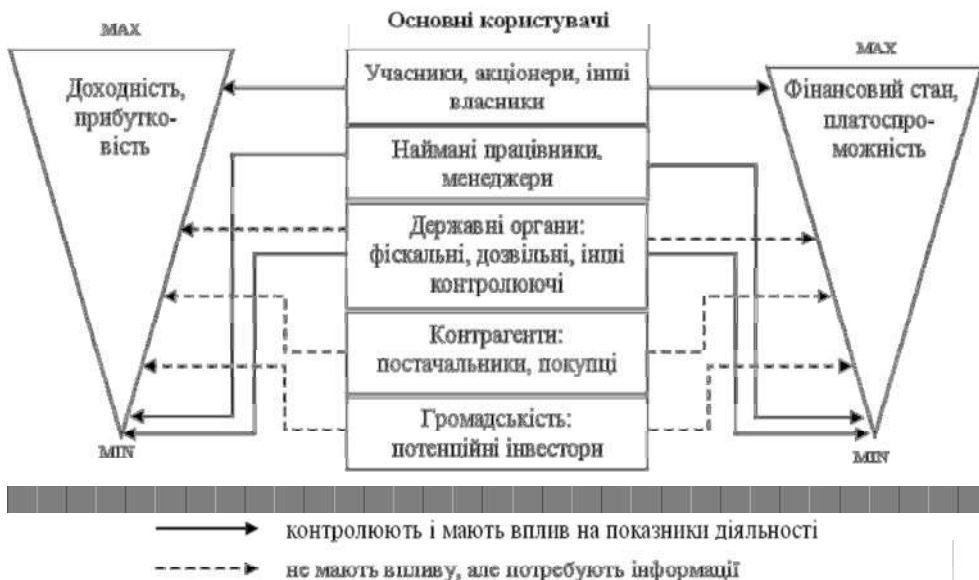 Основні користувачі
MAX
MAX
Доходність,
прибутко-
вість
Учасники, акціонери, інші
власники
Фінансовий стан,
платоспро-
можність
Наймані працівники,
менеджери
Державні органи:
фіскальні, дозвільні, інші
контролюючі
Контрагенти:
постачальники, покупці
Громадськість:
потенційні інвестори
MIN
MIN
контролюють і мають вплив на показники діяльності
не мають впливу, але потребують інформації